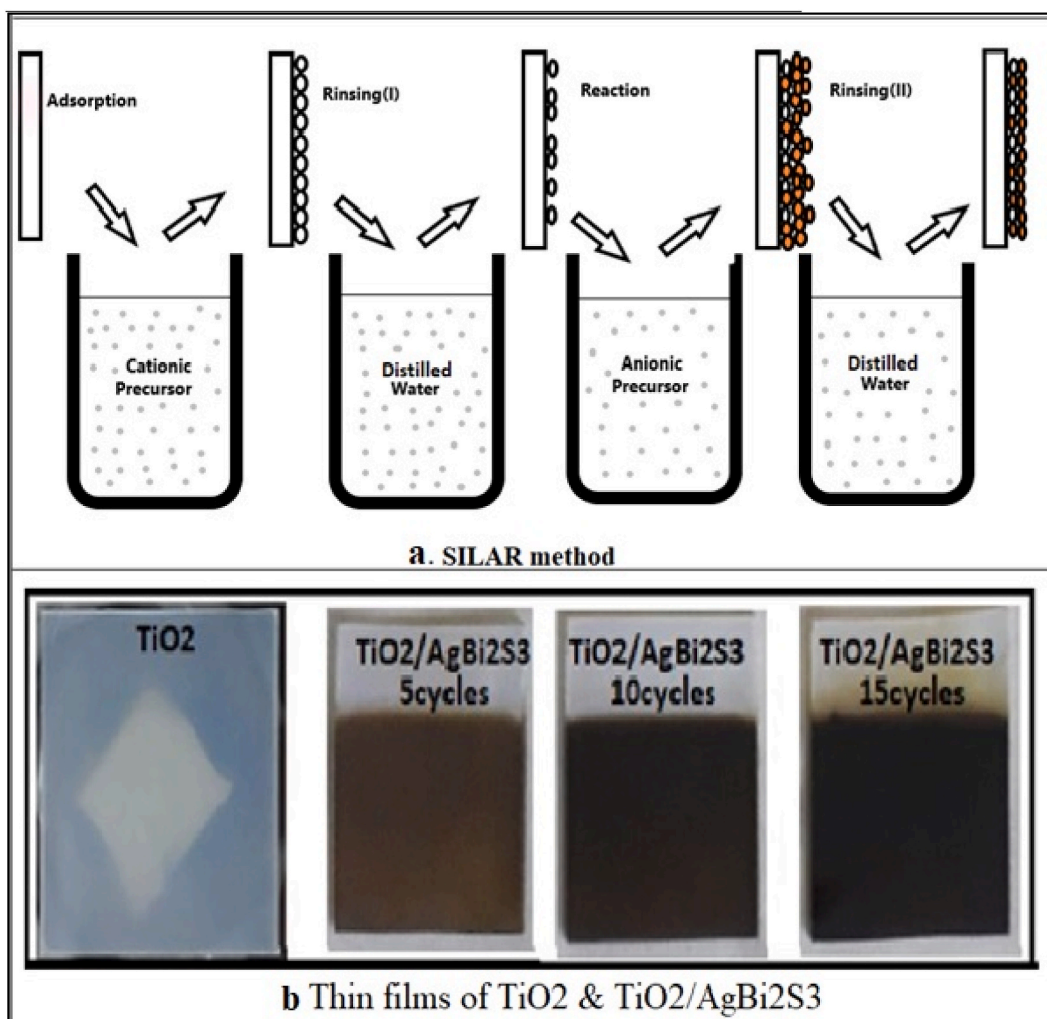 Adsorption
Rinsing(I)
Reaction
Rinsing(II)
Cationic
Precursor
Distilled
Water
Anionic
Precursor
Distilled
Water
a. SILAR method
TiO2
TiO2/AgBi2S3
5cycles
TiO2/AgBi2S3
10cycles
TiO2/AgBi2S3
15cycles
b Thin films of TiO2 & TiO2/AgBi2S3